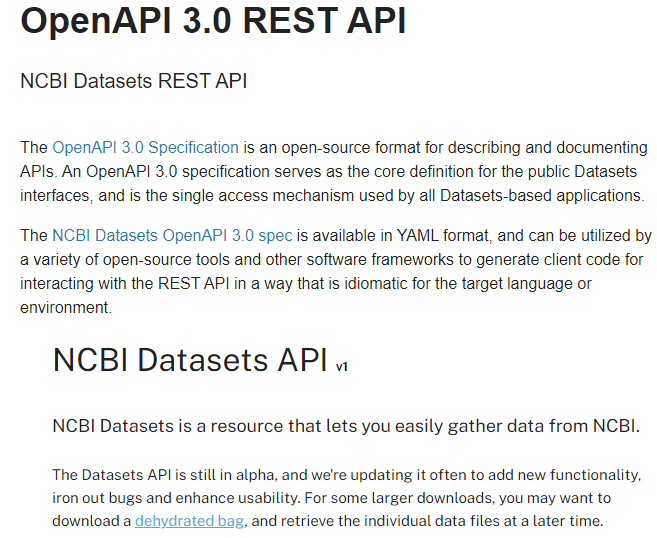 OpenAPI 3.0 REST API
NCBI Datasets REST API
The OpenAPI 3.0 Specification is an open-source format for describing and documenting
APIs. An OpenAPI 3.0 specification serves as the core definition for the public Datasets
interfaces, and is the single access mechanism used by all Datasets-based applications.
The NCBI Datasets OpenAPI 3.0 spec is available in YAML format, and can be utilized by
a variety of open-source tools and other software frameworks to generate client code for
interacting with the REST API in a way that is idiomatic for the target language or
environment.
NCBI Datasets API v1
NCBI Datasets is a resource that lets you easily gather data from NCBI.
The Datasets API is still in alpha, and we're updating it often to add new functionality,
iron out bugs and enhance usability. For some larger downloads, you may want to
download a dehydrated bag, and retrieve the individual data files at a later time.